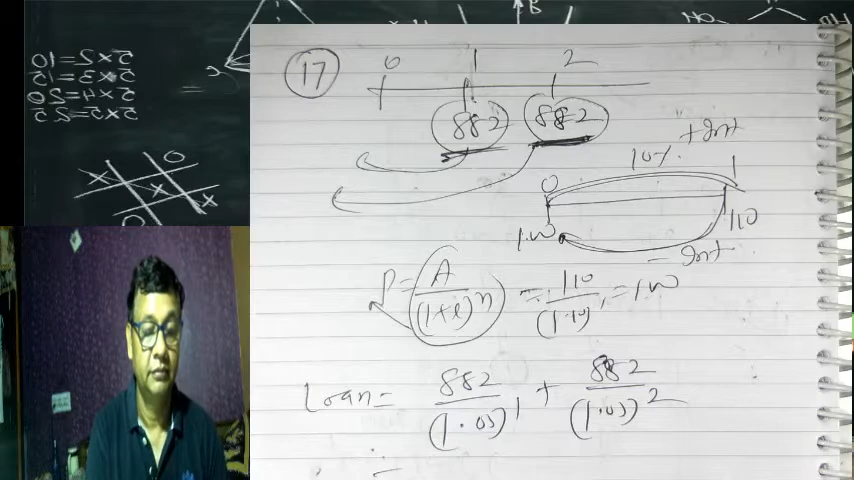 5×2=10
5×3=15
5×4=20
5×5=25
=
B
X O
X
X
O
17
0 1 2
882 882
10% + Int
0 1
100 110
- Int
P = A/(1+i)^n = 110/(1.10)^1 = 100
Loan = 882/(1.05)^1 + 882/(1.05)^2
=